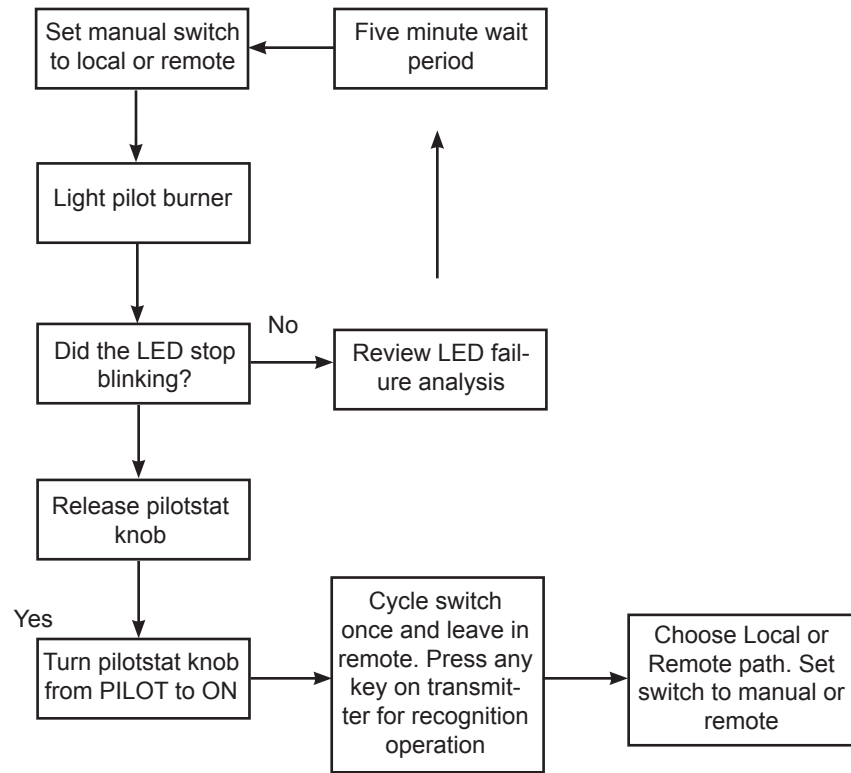 Set manual switch
to local or remote
Five minute wait
period
Light pilot burner
Did the LED stop
blinking?
No
Review LED fail-
ure analysis
Release pilotstat
knob
Yes
Turn pilotstat knob
from PILOT to ON
Cycle switch
once and leave in
remote. Press any
key on transmit-
ter for recognition
operation
Choose Local or
Remote path. Set
switch to manual or
remote